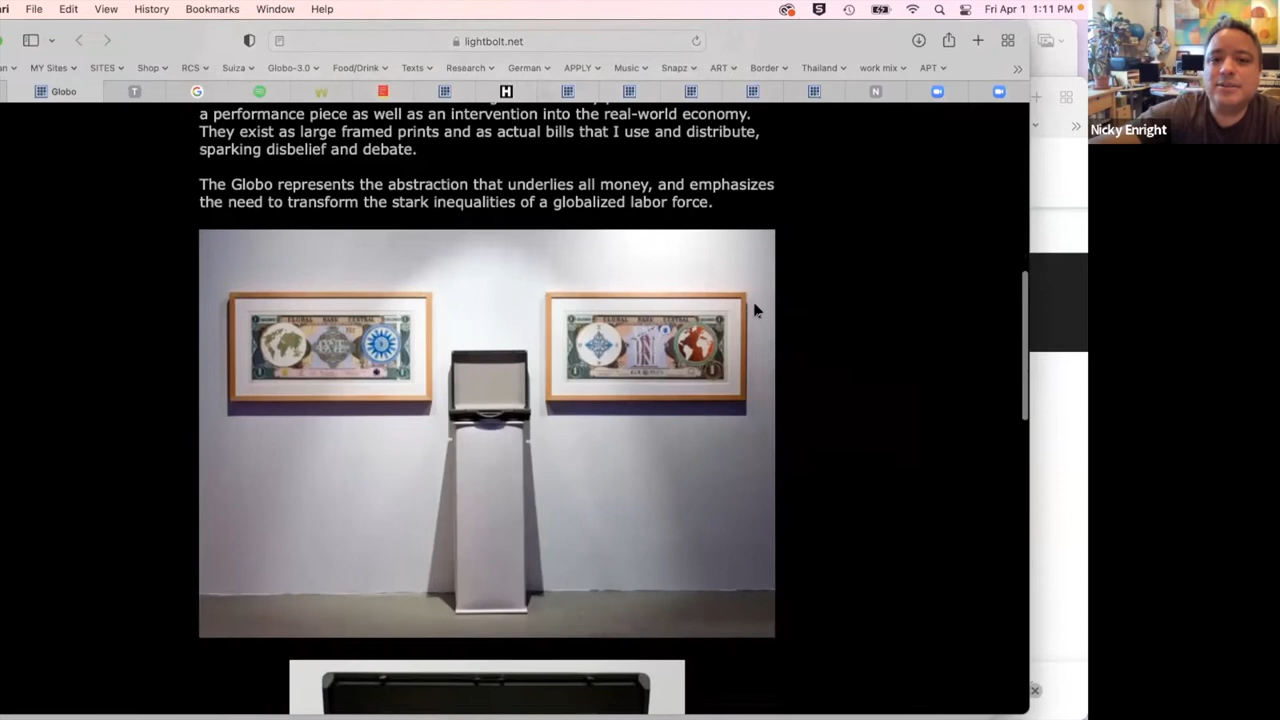 ari File Edit View History Bookmarks Window Help Fri Apr 1 1:11 PM
lightbolt.net
MY Sites SITES Shop RCS Suiza Globo-3.0 Food/Drink Texts Research German APPLY Music Snapz ART Border Thailand work mix APT
Globo
a performance piece as well as an intervention into the real-world economy.
They exist as large framed prints and as actual bills that I use and distribute,
sparking disbelief and debate.
The Globo represents the abstraction that underlies all money, and emphasizes
the need to transform the stark inequalities of a globalized labor force.
GLOBAL BANK CENTRAL
GLOBAL BANK CENTRAL
Nicky Enright